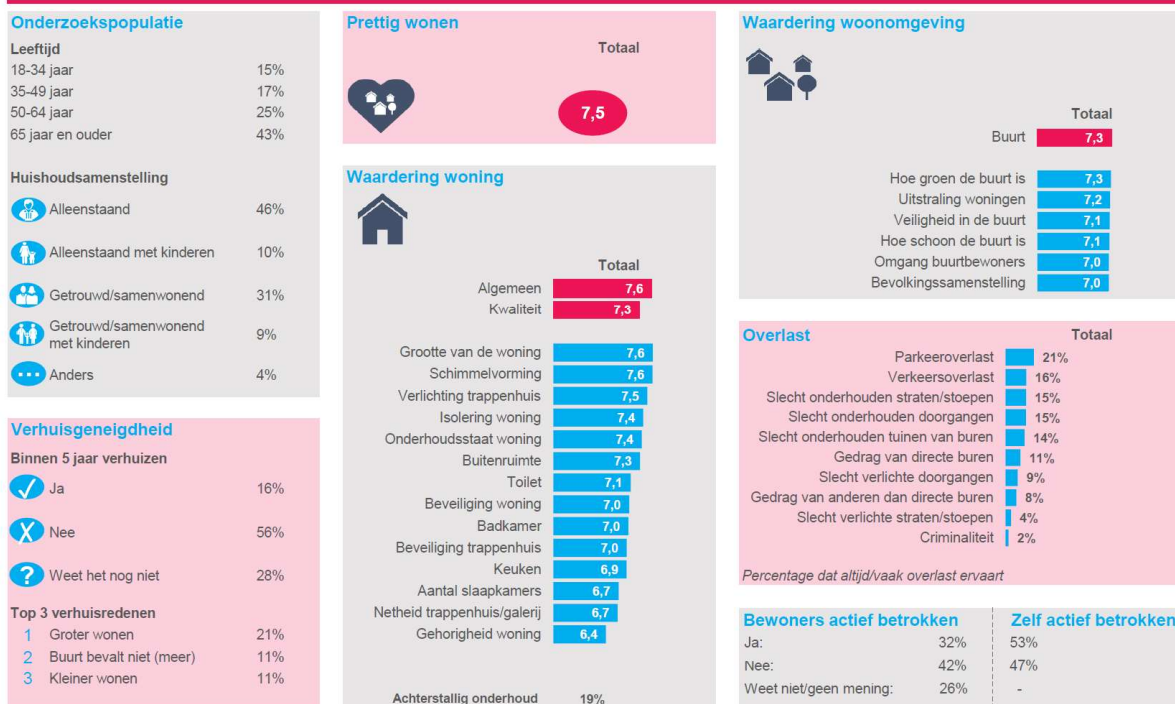 Onderzoekspopulatie
Leeftijd
18-34 jaar 15%
35-49 jaar 17%
50-64 jaar 25%
65 jaar en ouder 43%
Huishoudsamenstelling
Alleenstaand 46%
Alleenstaand met kinderen 10%
Getrouwd/samenwonend 31%
Getrouwd/samenwonend
met kinderen 9%
Anders 4%
Verhuisgeneigdheid
Binnen 5 jaar verhuizen
Ja 16%
Nee 56%
? Weet het nog niet 28%
Top 3 verhuisredenen
1 Groter wonen 21%
2 Buurt bevalt niet (meer) 11%
3 Kleiner wonen 11%
Prettig wonen
Totaal
7,5
Waardering woning
Totaal
Algemeen 7,6
Kwaliteit 7,3
Grootte van de woning 7,6
Schimmelvorming 7,6
Verlichting trappenhuis 7,5
Isolering woning 7,4
Onderhoudsstaat woning 7,4
Buitenruimte 7,3
Toilet 7,1
Beveiliging woning 7,0
Badkamer 7,0
Beveiliging trappenhuis 7,0
Keuken 6,9
Aantal slaapkamers 6,7
Netheid trappenhuis/galerij 6,7
Gehorigheid woning 6,4
Achterstallig onderhoud 19%
Waardering woonomgeving
Totaal
Buurt 7,3
Hoe groen de buurt is 7,3
Uitstraling woningen 7,2
Veiligheid in de buurt 7,1
Hoe schoon de buurt is 7,1
Omgang buurtbewoners 7,0
Bevolkingssamenstelling 7,0
Overlast Totaal
Parkeeroverlast 21%
Verkeersoverlast 16%
Slecht onderhouden straten/stoepen 15%
Slecht onderhouden doorgangen 15%
Slecht onderhouden tuinen van buren 14%
Gedrag van directe buren 11%
Slecht verlichte doorgangen 9%
Gedrag van anderen dan directe buren 8%
Slecht verlichte straten/stoepen 4%
Criminaliteit 2%
Percentage dat altijd/vaak overlast ervaart
Bewoners actief betrokken Zelf actief betrokken
Ja: 32% 53%
Nee: 42% 47%
Weet niet/geen mening: 26% -